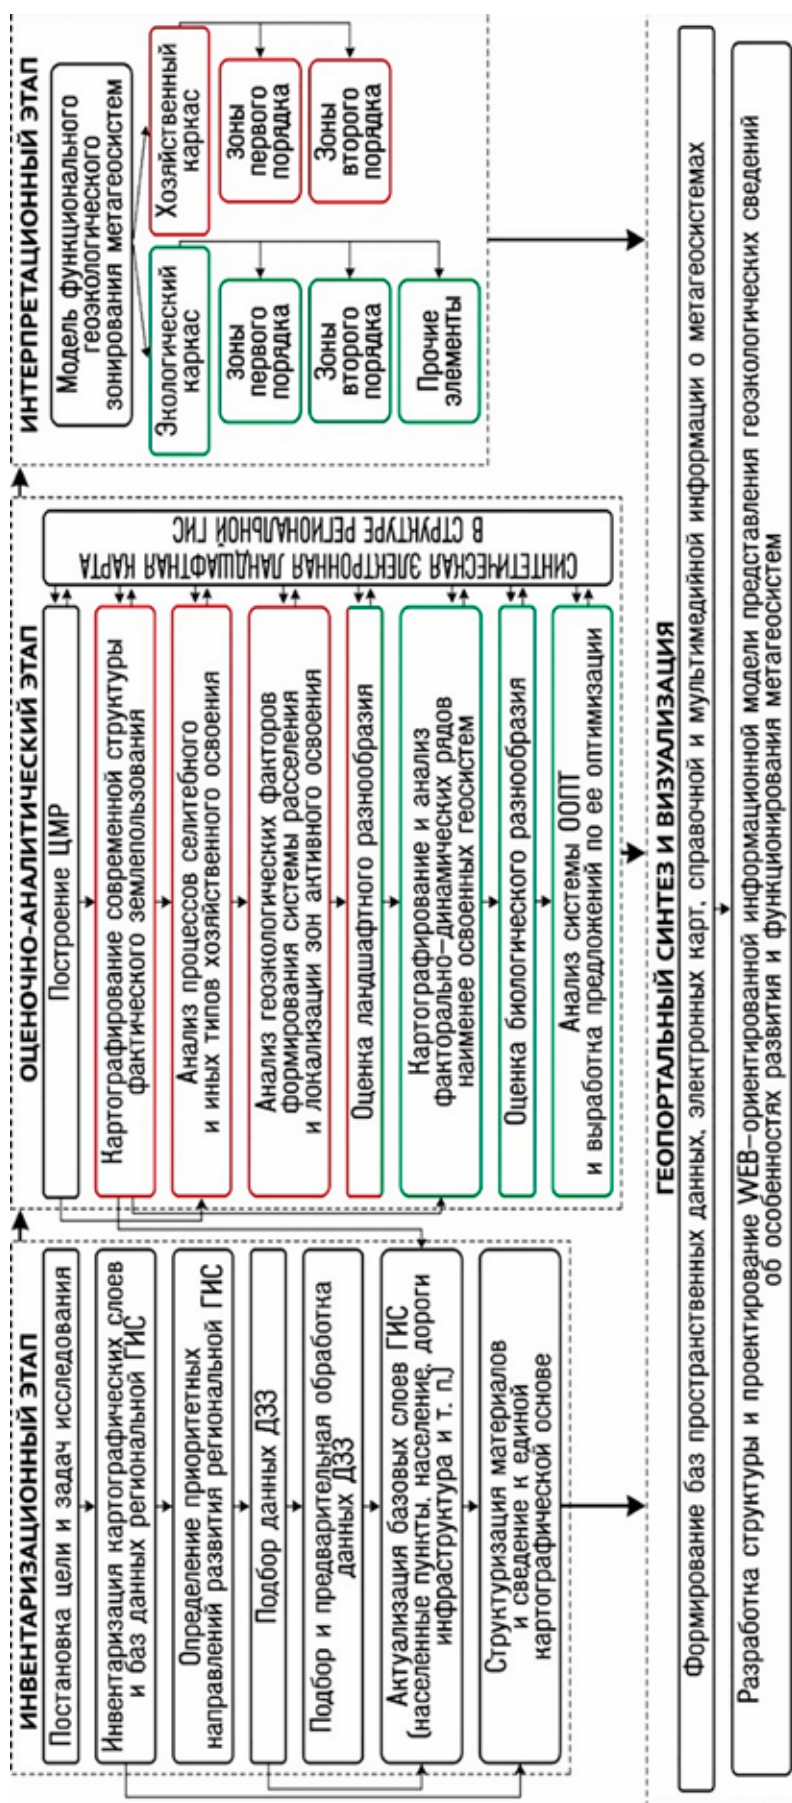 ИНВЕНТАРИЗАЦИОННЫЙ ЭТАП
Постановка цели и задач исследования
Инвентаризация картографических слоев
и баз данных региональной ГИС
Определение приоритетных
направлений развития региональной ГИС
Подбор данных ДЗЗ
Подбор и предварительная обработка
данных ДЗЗ
Актуализация базовых слоев ГИС
(населенные пункты, население, дороги
инфраструктура и т. п.)
Структуризация материалов
и сведение к единой
картографической основе
ОЦЕНОЧНО-АНАЛИТИЧЕСКИЙ ЭТАП
Построение ЦМР
Картографирование современной структуры
фактического землепользования
Анализ процессов селитебного
и иных типов хозяйственного освоения
Анализ геоэкологических факторов
формирования системы расселения
и локализации зон активного освоения
Оценка ландшафтного разнообразия
Картографирование и анализ
факторально-динамических рядов
наименее освоенных геосистем
Оценка биологического разнообразия
Анализ системы ООПТ
и выработка предложений по ее оптимизации
СИНТЕТИЧЕСКАЯ ЭЛЕКТРОННАЯ ЛАНДШАФТНАЯ КАРТА
В СТРУКТУРЕ РЕГИОНАЛЬНОЙ ГИС
ИНТЕРПРЕТАЦИОННЫЙ ЭТАП
Модель функционального
геоэкологического
зонирования метагеосистем
Экологический
каркас
Зоны
первого
порядка
Зоны
второго
порядка
Прочие
элементы
Хозяйственный
каркас
Зоны
первого
порядка
Зоны
второго
порядка
ГЕОПОРТАЛЬНЫЙ СИНТЕЗ И ВИЗУАЛИЗАЦИЯ
Формирование баз пространственных данных, электронных карт, справочной и мультимедийной информации о метагеосистемах
Разработка структуры и проектирование WEB-ориентированной информационной модели представления геоэкологических сведений
об особенностях развития и функционирования метагеосистем